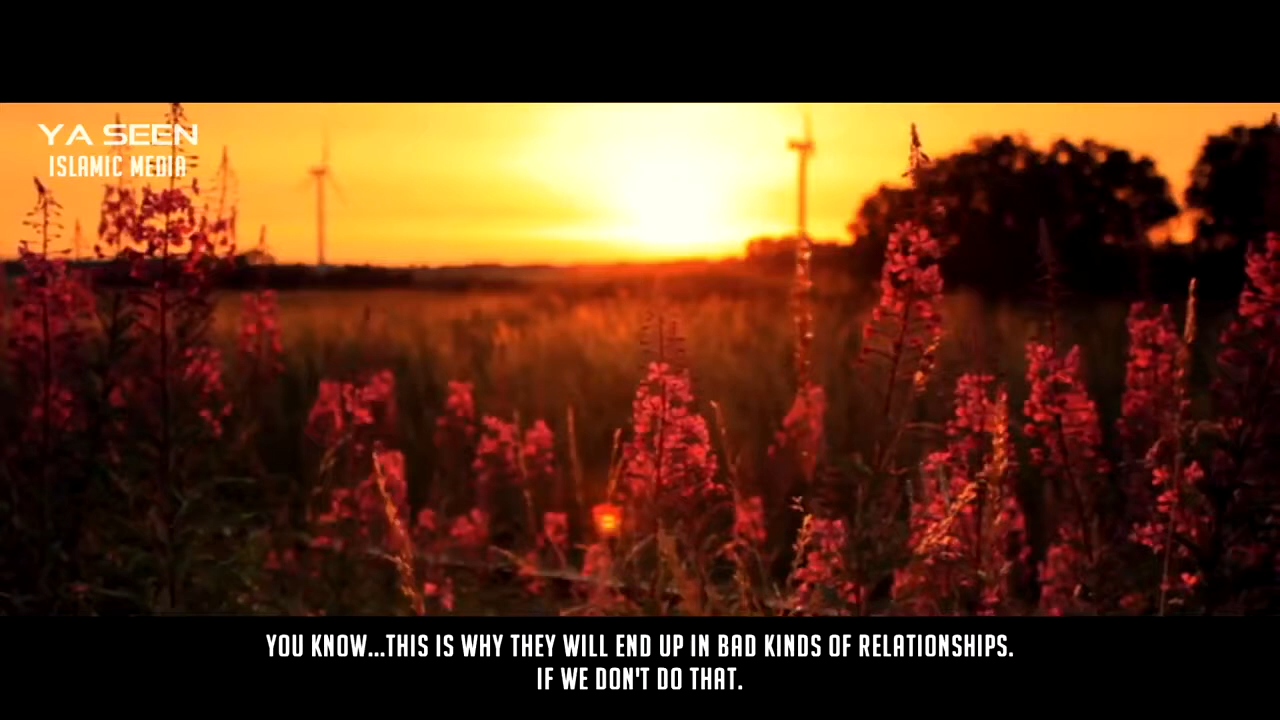 YA SEEN
ISLAMIC MEDIA
YOU KNOW...THIS IS WHY THEY WILL END UP IN BAD KINDS OF RELATIONSHIPS.
IF WE DON'T DO THAT.